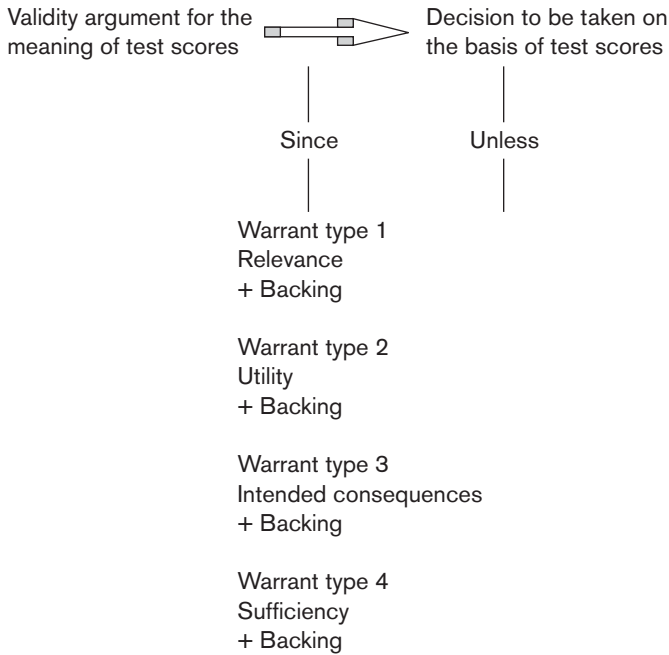 Validity argument for the
meaning of test scores
Decision to be taken on
the basis of test scores
Since
Unless
Warrant type 1
Relevance
+ Backing
Warrant type 2
Utility
+ Backing
Warrant type 3
Intended consequences
+ Backing
Warrant type 4
Sufficiency
+ Backing